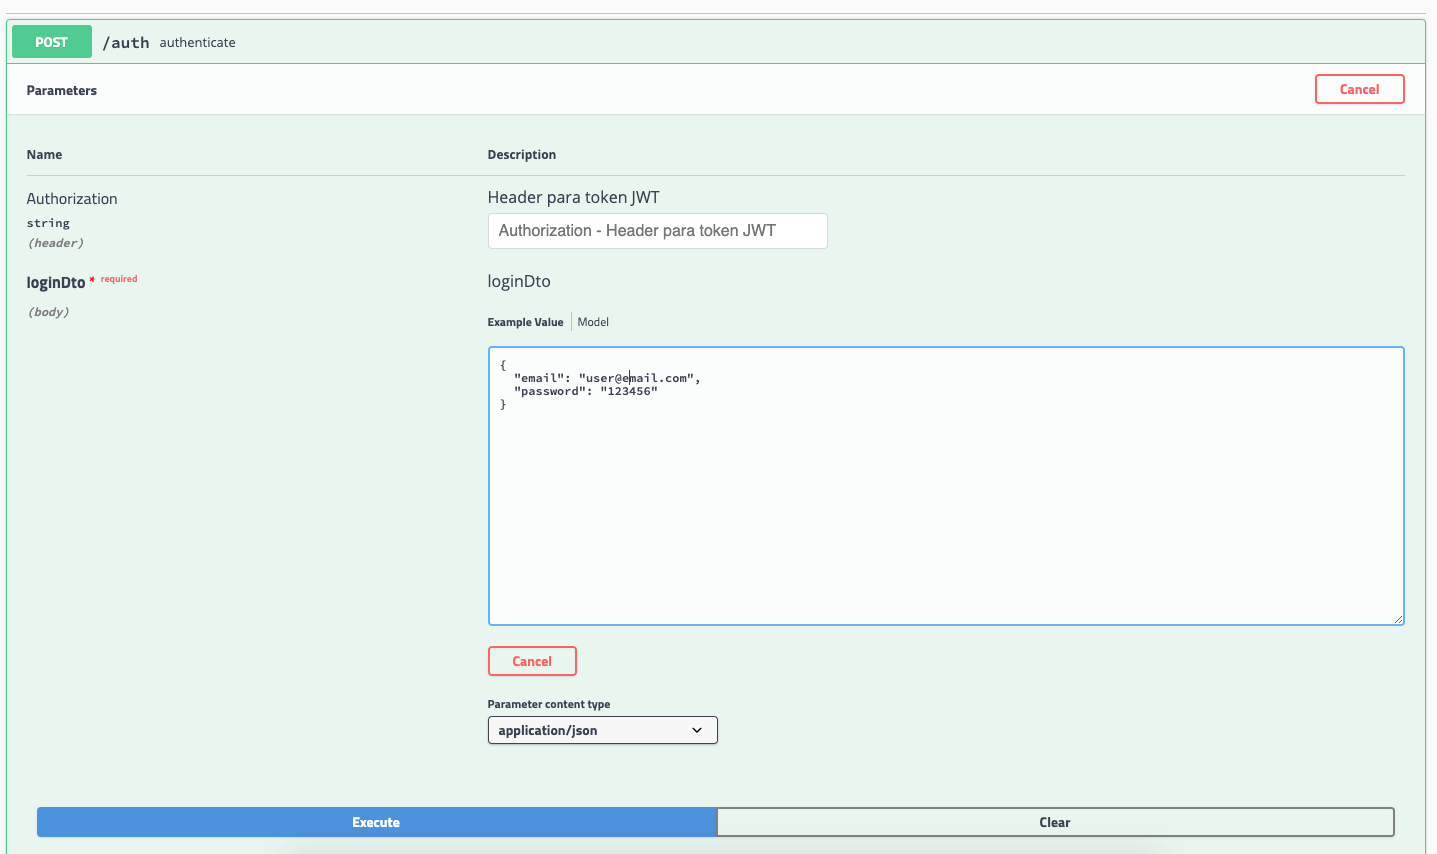 POST /auth authenticate
Parameters Cancel
Name Description
Authorization Header para token JWT
string Authorization - Header para token JWT
(header)
loginDto * required loginDto
(body)
Example Value Model
{
"email": "user@email.com",
"password": "123456"
}
Cancel
Parameter content type
application/json
Execute Clear